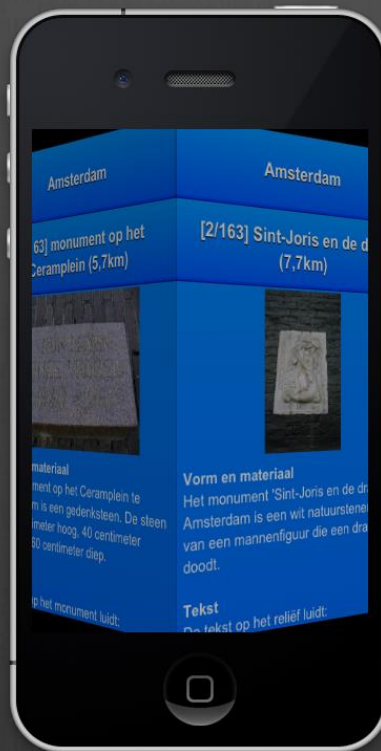 Amsterdam
63] monument op het
Ceramplein (5,7km)
materiaal
ment op het Ceramplein te
m is een gedenksteen. De steen
imeter hoog, 40 centimeter
60 centimeter diep.
op het monument luidt:
Amsterdam
[2/163] Sint-Joris en de d
(7,7km)
Vorm en materiaal
Het monument 'Sint-Joris en de dra
Amsterdam is een wit natuurstene
van een mannenfiguur die een dra
doodt.
Tekst
De tekst op het reliëf luidt: